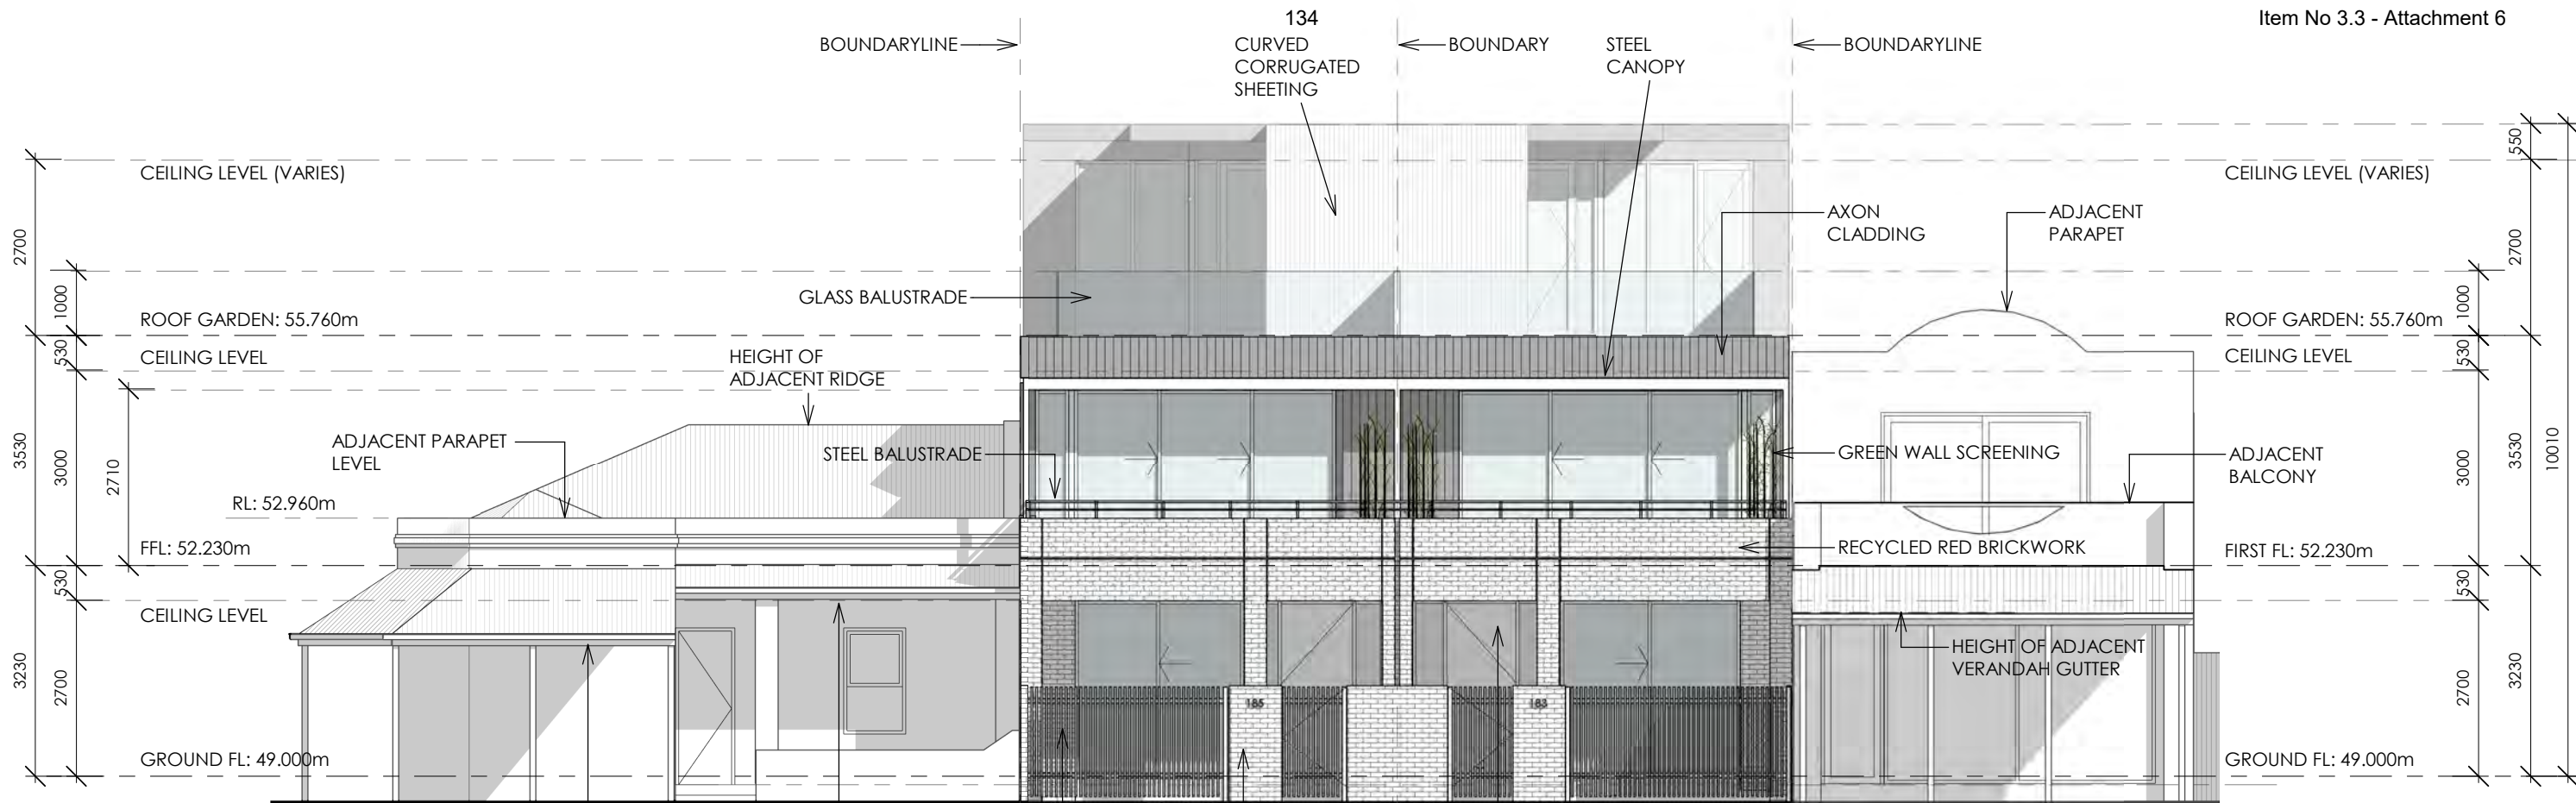 134
Item No 3.3 - Attachment 6
BOUNDARYLINE
CURVED
CORRUGATED
SHEETING
BOUNDARY
STEEL
CANOPY
BOUNDARYLINE
550
CEILING LEVEL (VARIES)
CEILING LEVEL (VARIES)
2700
2700
AXON
CLADDING
ADJACENT
PARAPET
GLASS BALUSTRADE
1000
1000
ROOF GARDEN: 55.760m
ROOF GARDEN: 55.760m
530
CEILING LEVEL
HEIGHT OF
ADJACENT RIDGE
CEILING LEVEL
530
3530
3000
2710
ADJACENT PARAPET
LEVEL
STEEL BALUSTRADE
GREEN WALL SCREENING
ADJACENT
BALCONY
3000
3530
10010
RL: 52.960m
FFL: 52.230m
RECYCLED RED BRICKWORK
FIRST FL: 52.230m
530
530
CEILING LEVEL
HEIGHT OF ADJACENT
VERANDAH GUTTER
3230
2700
2700
3230
185
183
GROUND FL: 49.000m
GROUND FL: 49.000m